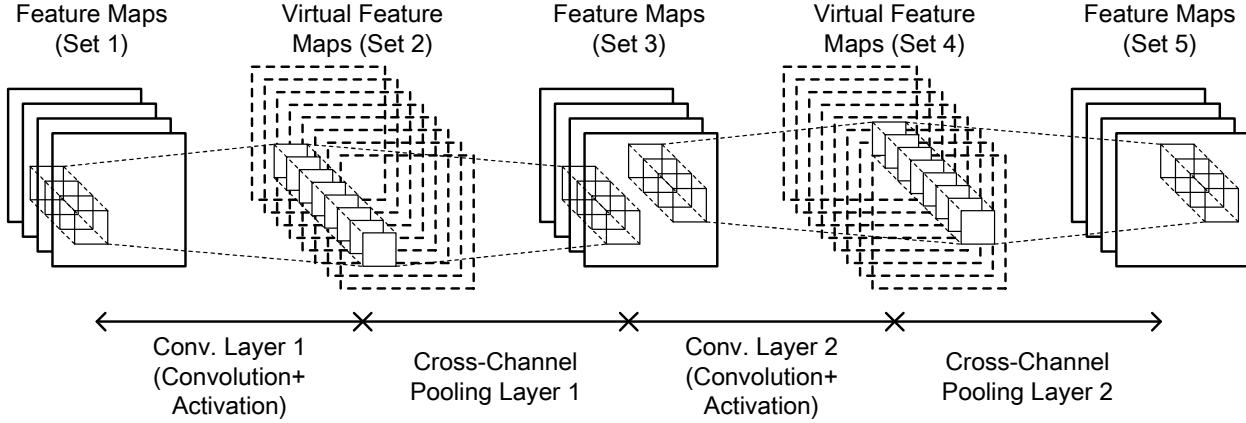 Feature Maps
(Set 1)
Virtual Feature
Maps (Set 2)
Feature Maps
(Set 3)
Virtual Feature
Maps (Set 4)
Feature Maps
(Set 5)
Conv. Layer 1
(Convolution+
Activation)
Cross-Channel
Pooling Layer 1
Conv. Layer 2
(Convolution+
Activation)
Cross-Channel
Pooling Layer 2